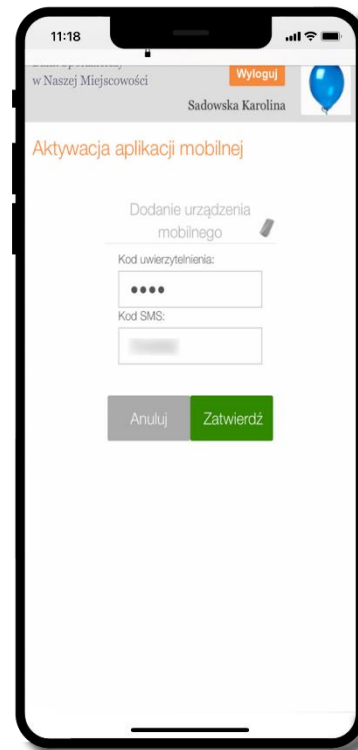 11:18
w Naszej Miejscowości
Wyloguj
Sadowska Karolina
Aktywacja aplikacji mobilnej
Dodanie urządzenia
mobilnego
Kod uwierzytelnienia:
••••
Kod SMS:
Anuluj
Zatwierdź